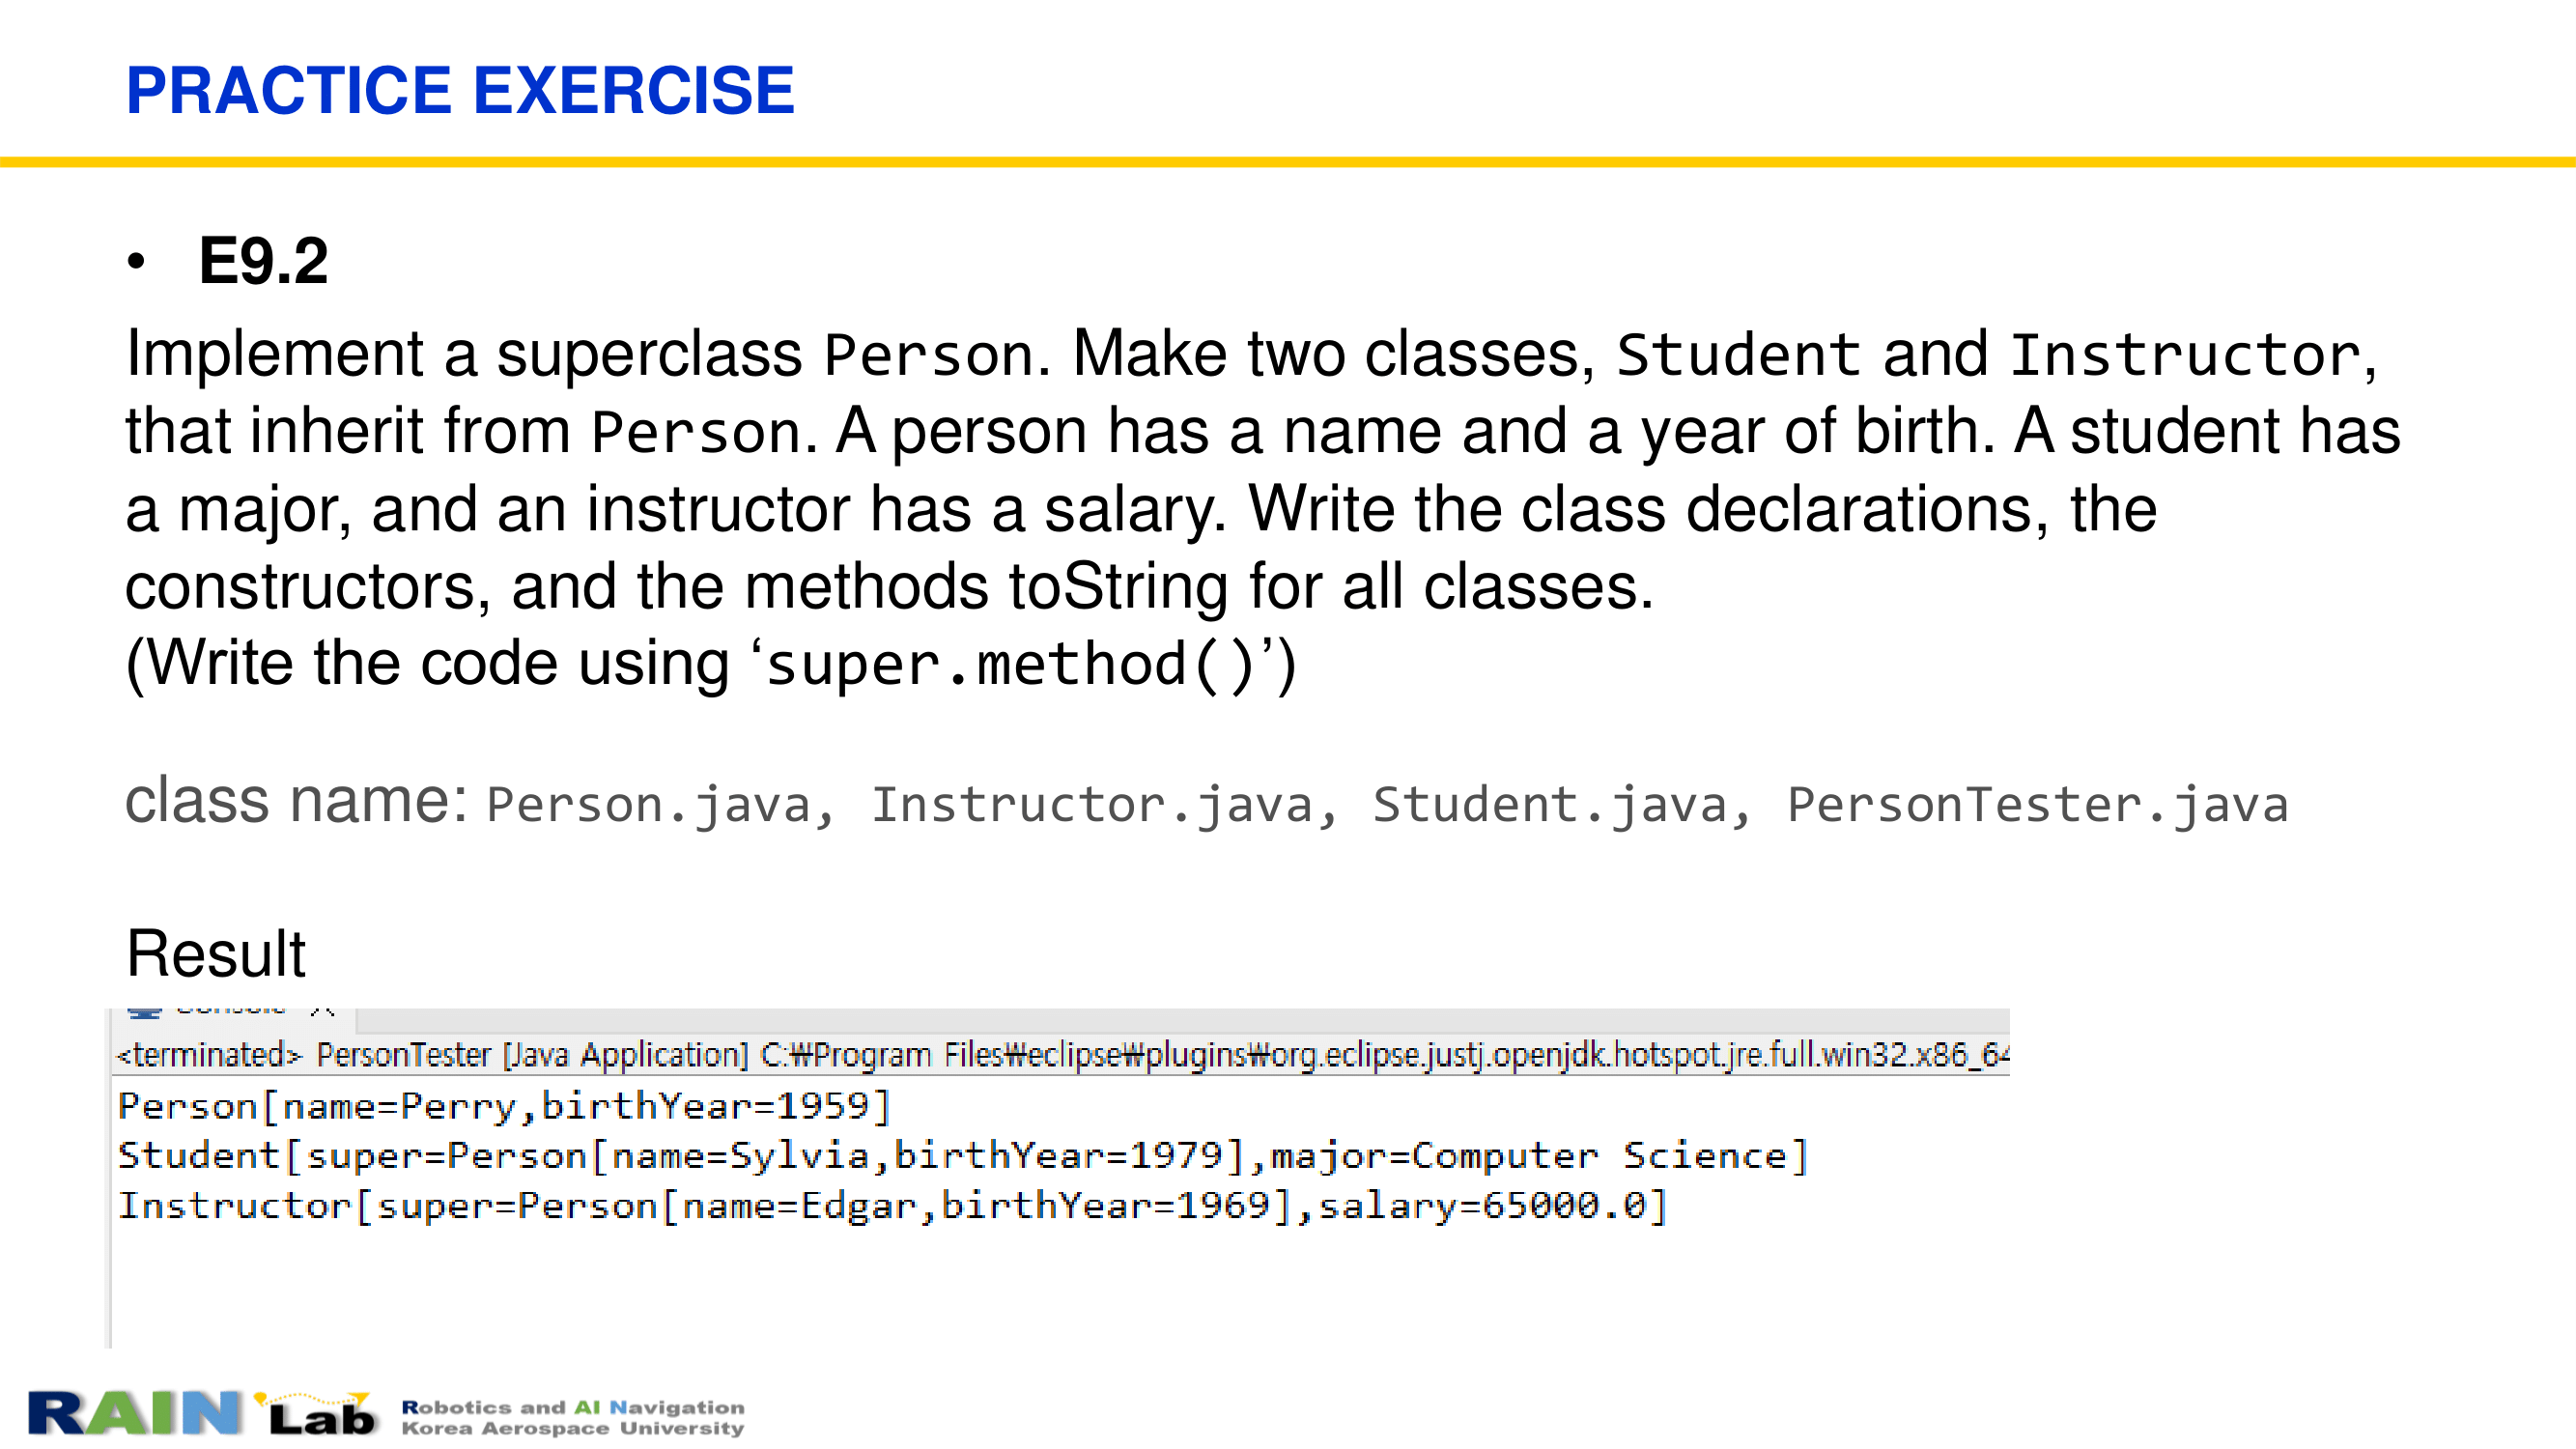 PRACTICE EXERCISE
• E9.2
Implement a superclass Person. Make two classes, Student and Instructor,
that inherit from Person. A person has a name and a year of birth. A student has
a major, and an instructor has a salary. Write the class declarations, the
constructors, and the methods toString for all classes.
(Write the code using ‘super.method()’)
class name: Person.java, Instructor.java, Student.java, PersonTester.java
Result
<terminated> PersonTester [Java Application] C:₩Program Files₩eclipse₩plugins₩org.eclipse.justj.openjdk.hotspot.jre.full.win32.x86_64
Person[name=Perry,birthYear=1959]
Student[super=Person[name=Sylvia,birthYear=1979],major=Computer Science]
Instructor[super=Person[name=Edgar,birthYear=1969],salary=65000.0]
RAIN Lab
Robotics and AI Navigation
Korea Aerospace University